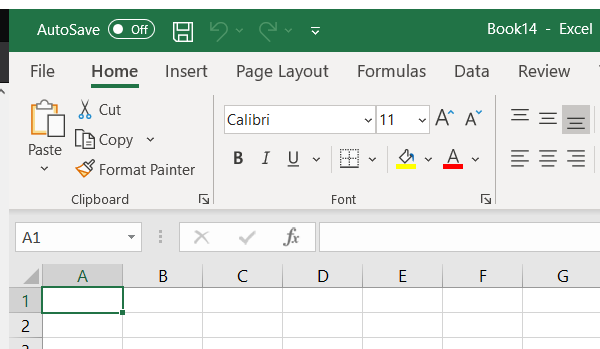 AutoSave Off Book14 - Excel
File Home Insert Page Layout Formulas Data Review
Paste Cut
Copy
Format Painter
Clipboard
Calibri 11 A A
B I U A
Font
A1 fx
A B C D E F G
1
2